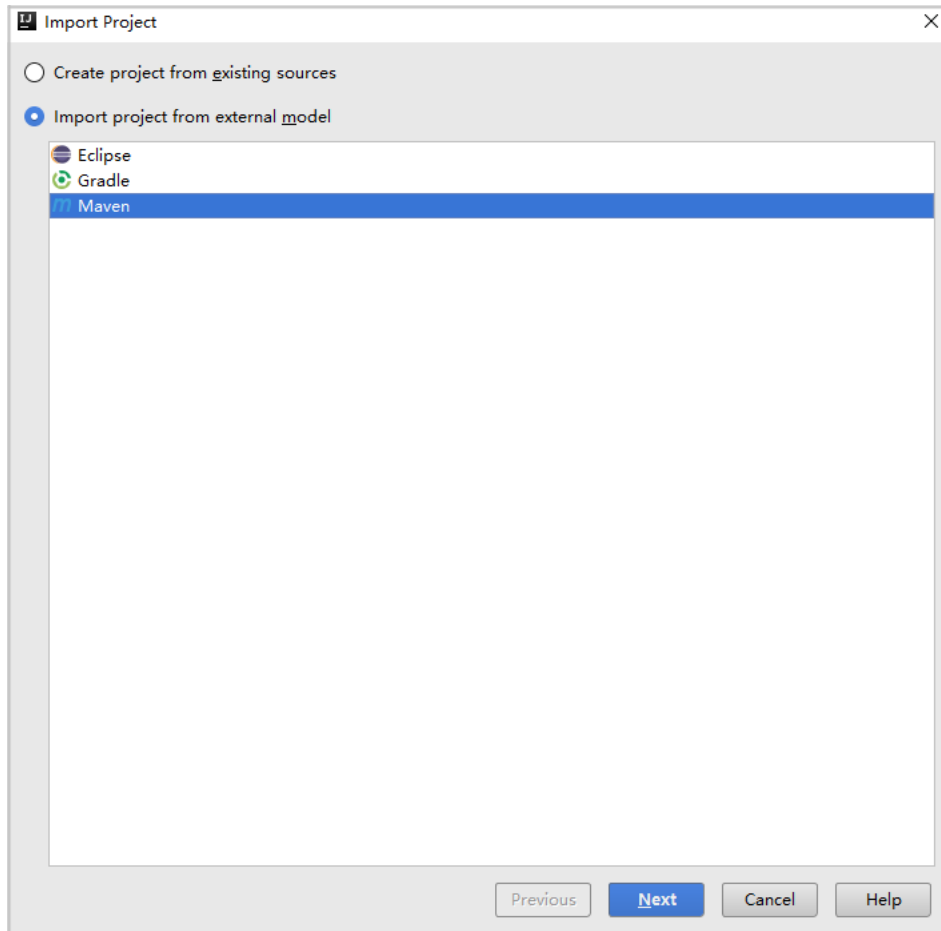 IJ Import Project
Create project from existing sources
Import project from external model
Eclipse
Gradle
m Maven
Previous Next Cancel Help